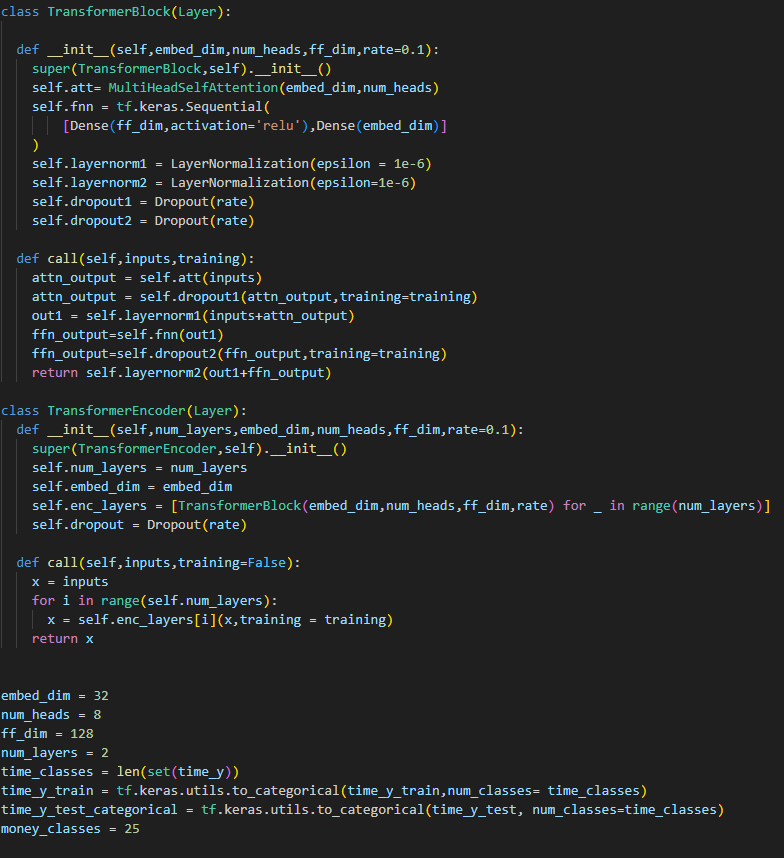 class TransformerBlock(Layer):
def __init__(self,embed_dim,num_heads,ff_dim,rate=0.1):
super(TransformerBlock,self).__init__()
self.att= MultiHeadSelfAttention(embed_dim,num_heads)
self.fnn = tf.keras.Sequential(
[Dense(ff_dim,activation='relu'),Dense(embed_dim)]
)
self.layernorm1 = LayerNormalization(epsilon = 1e-6)
self.layernorm2 = LayerNormalization(epsilon=1e-6)
self.dropout1 = Dropout(rate)
self.dropout2 = Dropout(rate)
def call(self,inputs,training):
attn_output = self.att(inputs)
attn_output = self.dropout1(attn_output,training=training)
out1 = self.layernorm1(inputs+attn_output)
ffn_output=self.fnn(out1)
ffn_output=self.dropout2(ffn_output,training=training)
return self.layernorm2(out1+ffn_output)
class TransformerEncoder(Layer):
def __init__(self,num_layers,embed_dim,num_heads,ff_dim,rate=0.1):
super(TransformerEncoder,self).__init__()
self.num_layers = num_layers
self.embed_dim = embed_dim
self.enc_layers = [TransformerBlock(embed_dim,num_heads,ff_dim,rate) for _ in range(num_layers)]
self.dropout = Dropout(rate)
def call(self,inputs,training=False):
x = inputs
for i in range(self.num_layers):
x = self.enc_layers[i](x,training = training)
return x
embed_dim = 32
num_heads = 8
ff_dim = 128
num_layers = 2
time_classes = len(set(time_y))
time_y_train = tf.keras.utils.to_categorical(time_y_train,num_classes= time_classes)
time_y_test_categorical = tf.keras.utils.to_categorical(time_y_test, num_classes=time_classes)
money_classes = 25